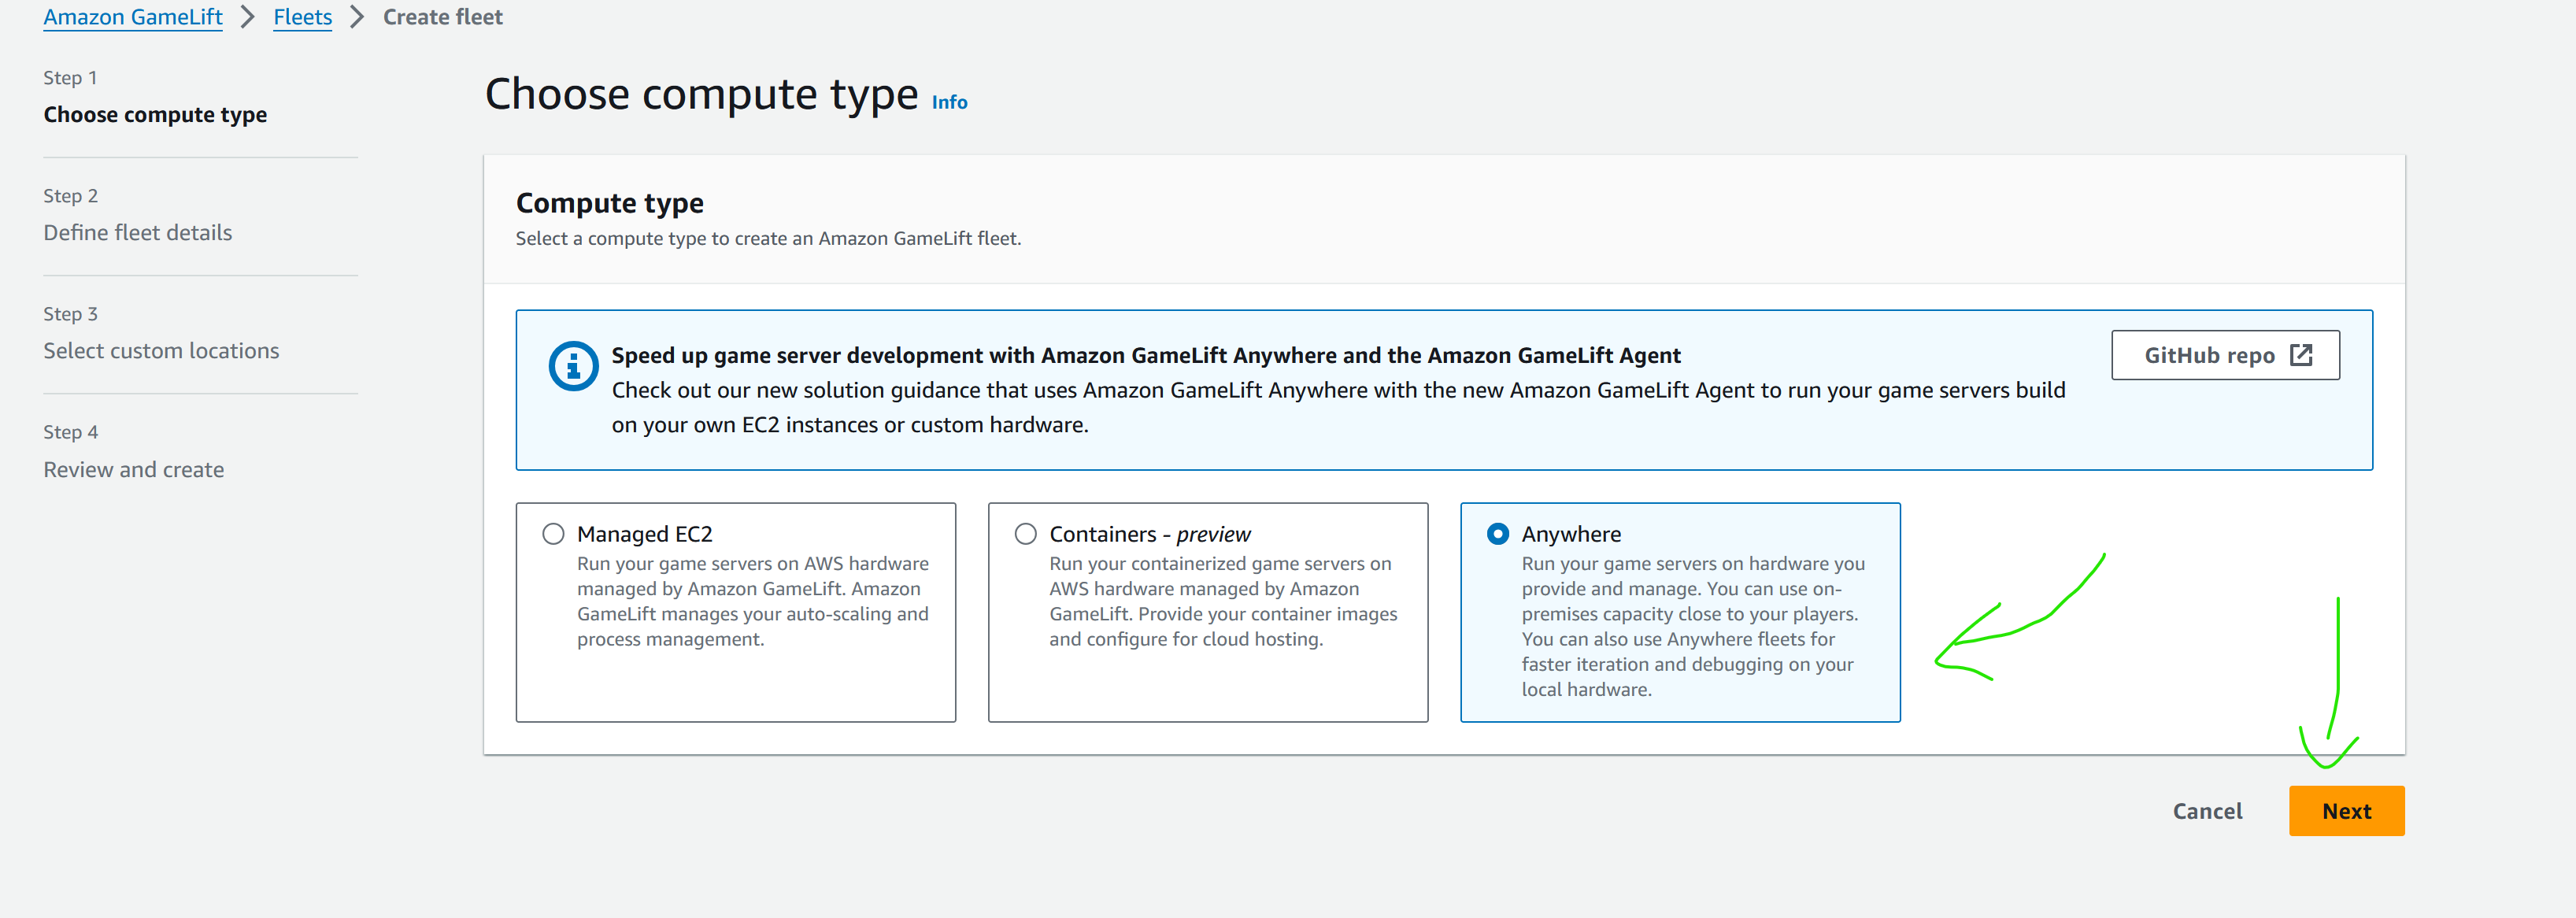 Amazon GameLift > Fleets > Create fleet
Step 1
Choose compute type
Step 2
Define fleet details
Step 3
Select custom locations
Step 4
Review and create
Choose compute type Info
Compute type
Select a compute type to create an Amazon GameLift fleet.
Speed up game server development with Amazon GameLift Anywhere and the Amazon GameLift Agent
Check out our new solution guidance that uses Amazon GameLift Anywhere with the new Amazon GameLift Agent to run your game servers build
on your own EC2 instances or custom hardware.
GitHub repo
Managed EC2
Run your game servers on AWS hardware
managed by Amazon GameLift. Amazon
GameLift manages your auto-scaling and
process management.
Containers - preview
Run your containerized game servers on
AWS hardware managed by Amazon
GameLift. Provide your container images
and configure for cloud hosting.
Anywhere
Run your game servers on hardware you
provide and manage. You can use on-
premises capacity close to your players.
You can also use Anywhere fleets for
faster iteration and debugging on your
local hardware.
Cancel
Next